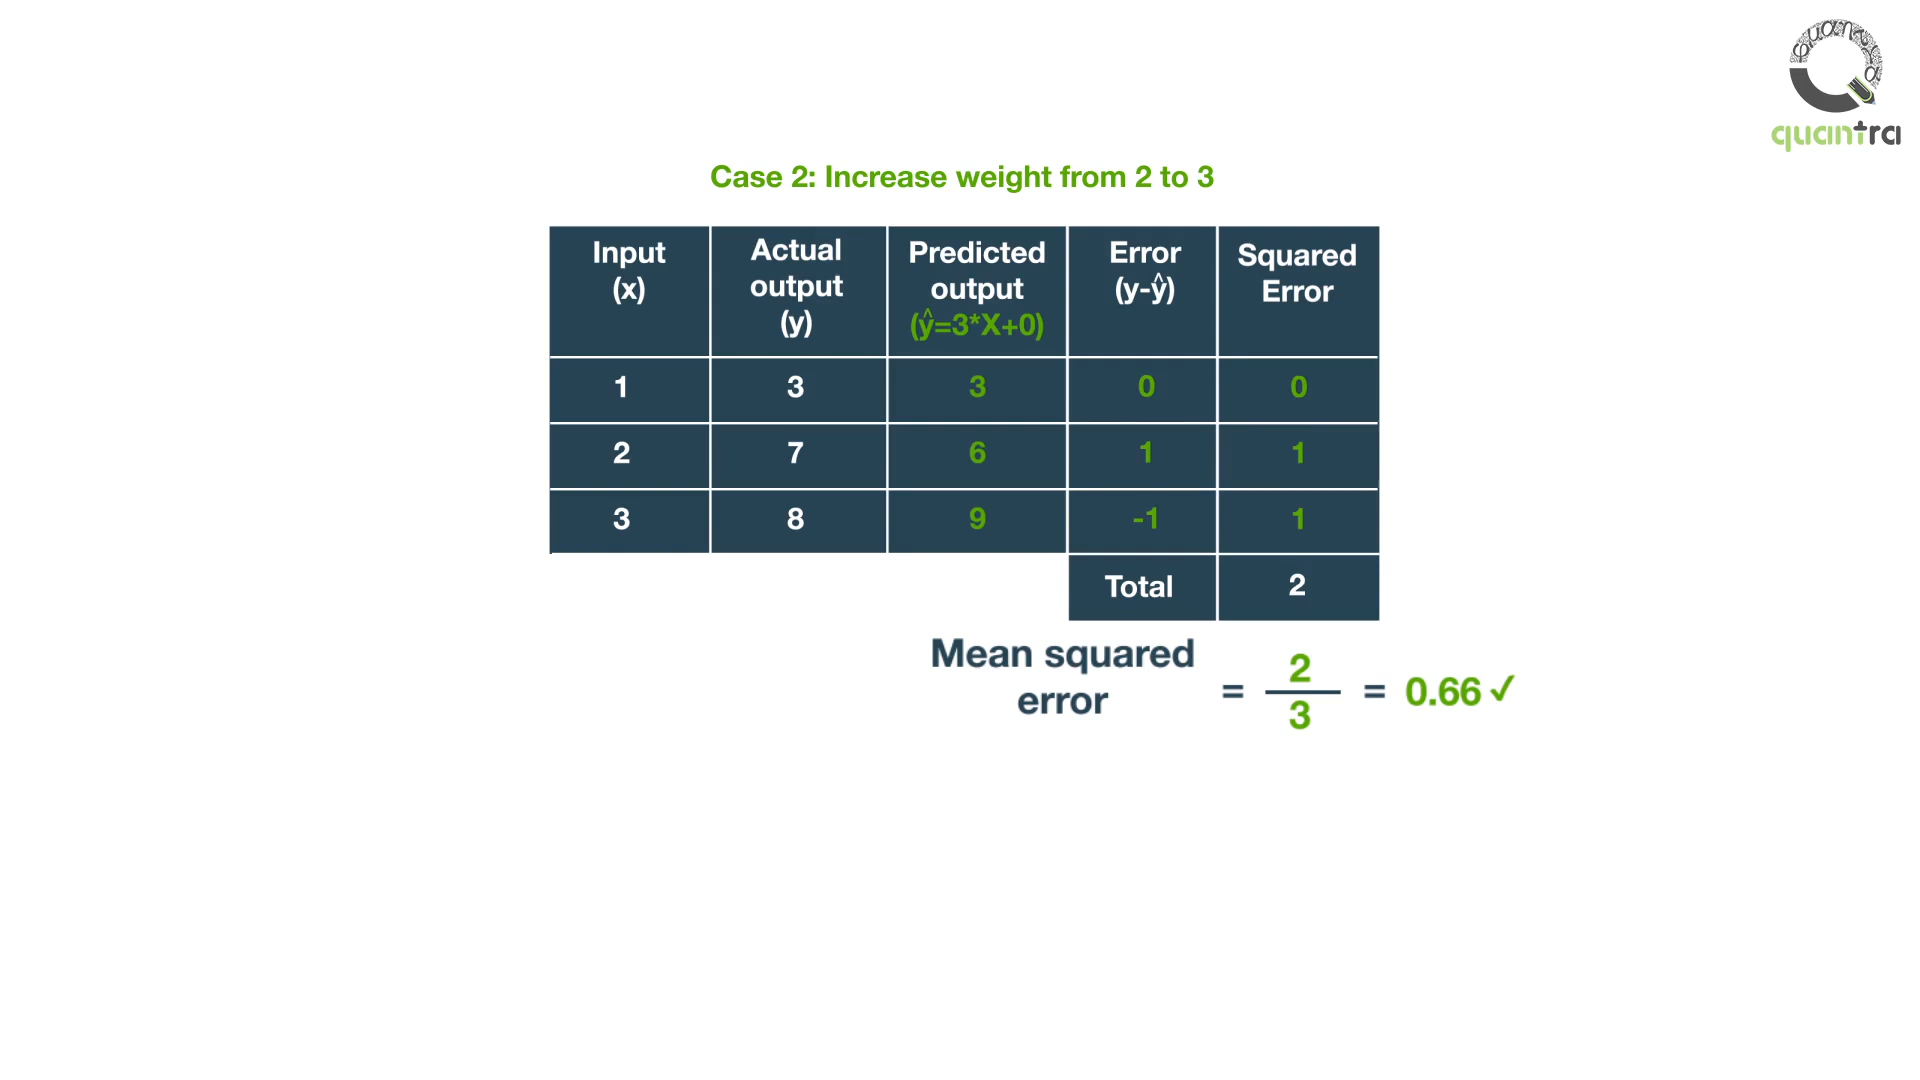 quantra
Case 2: Increase weight from 2 to 3
Input
(x)
Actual
output
(y)
Predicted
output
(ŷ=3*X+0)
Error
(y-ŷ)
Squared
Error
1 3 3 0 0
2 7 6 1 1
3 8 9 -1 1
Total 2
Mean squared
error
= 2/3 = 0.66 ✓